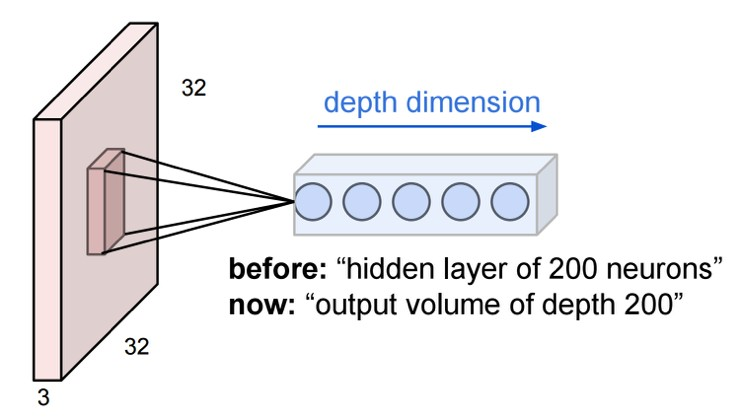 32
depth dimension
before: “hidden layer of 200 neurons”
now: “output volume of depth 200”
32
3